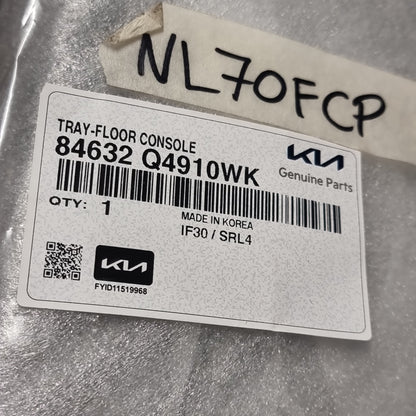 NL70FCP
TRAY-FLOOR CONSOLE
84632 Q4910WK
KIA
Genuine Parts
QTY: 1
MADE IN KOREA
IF30 / SRL4
KIA
FYID11519968